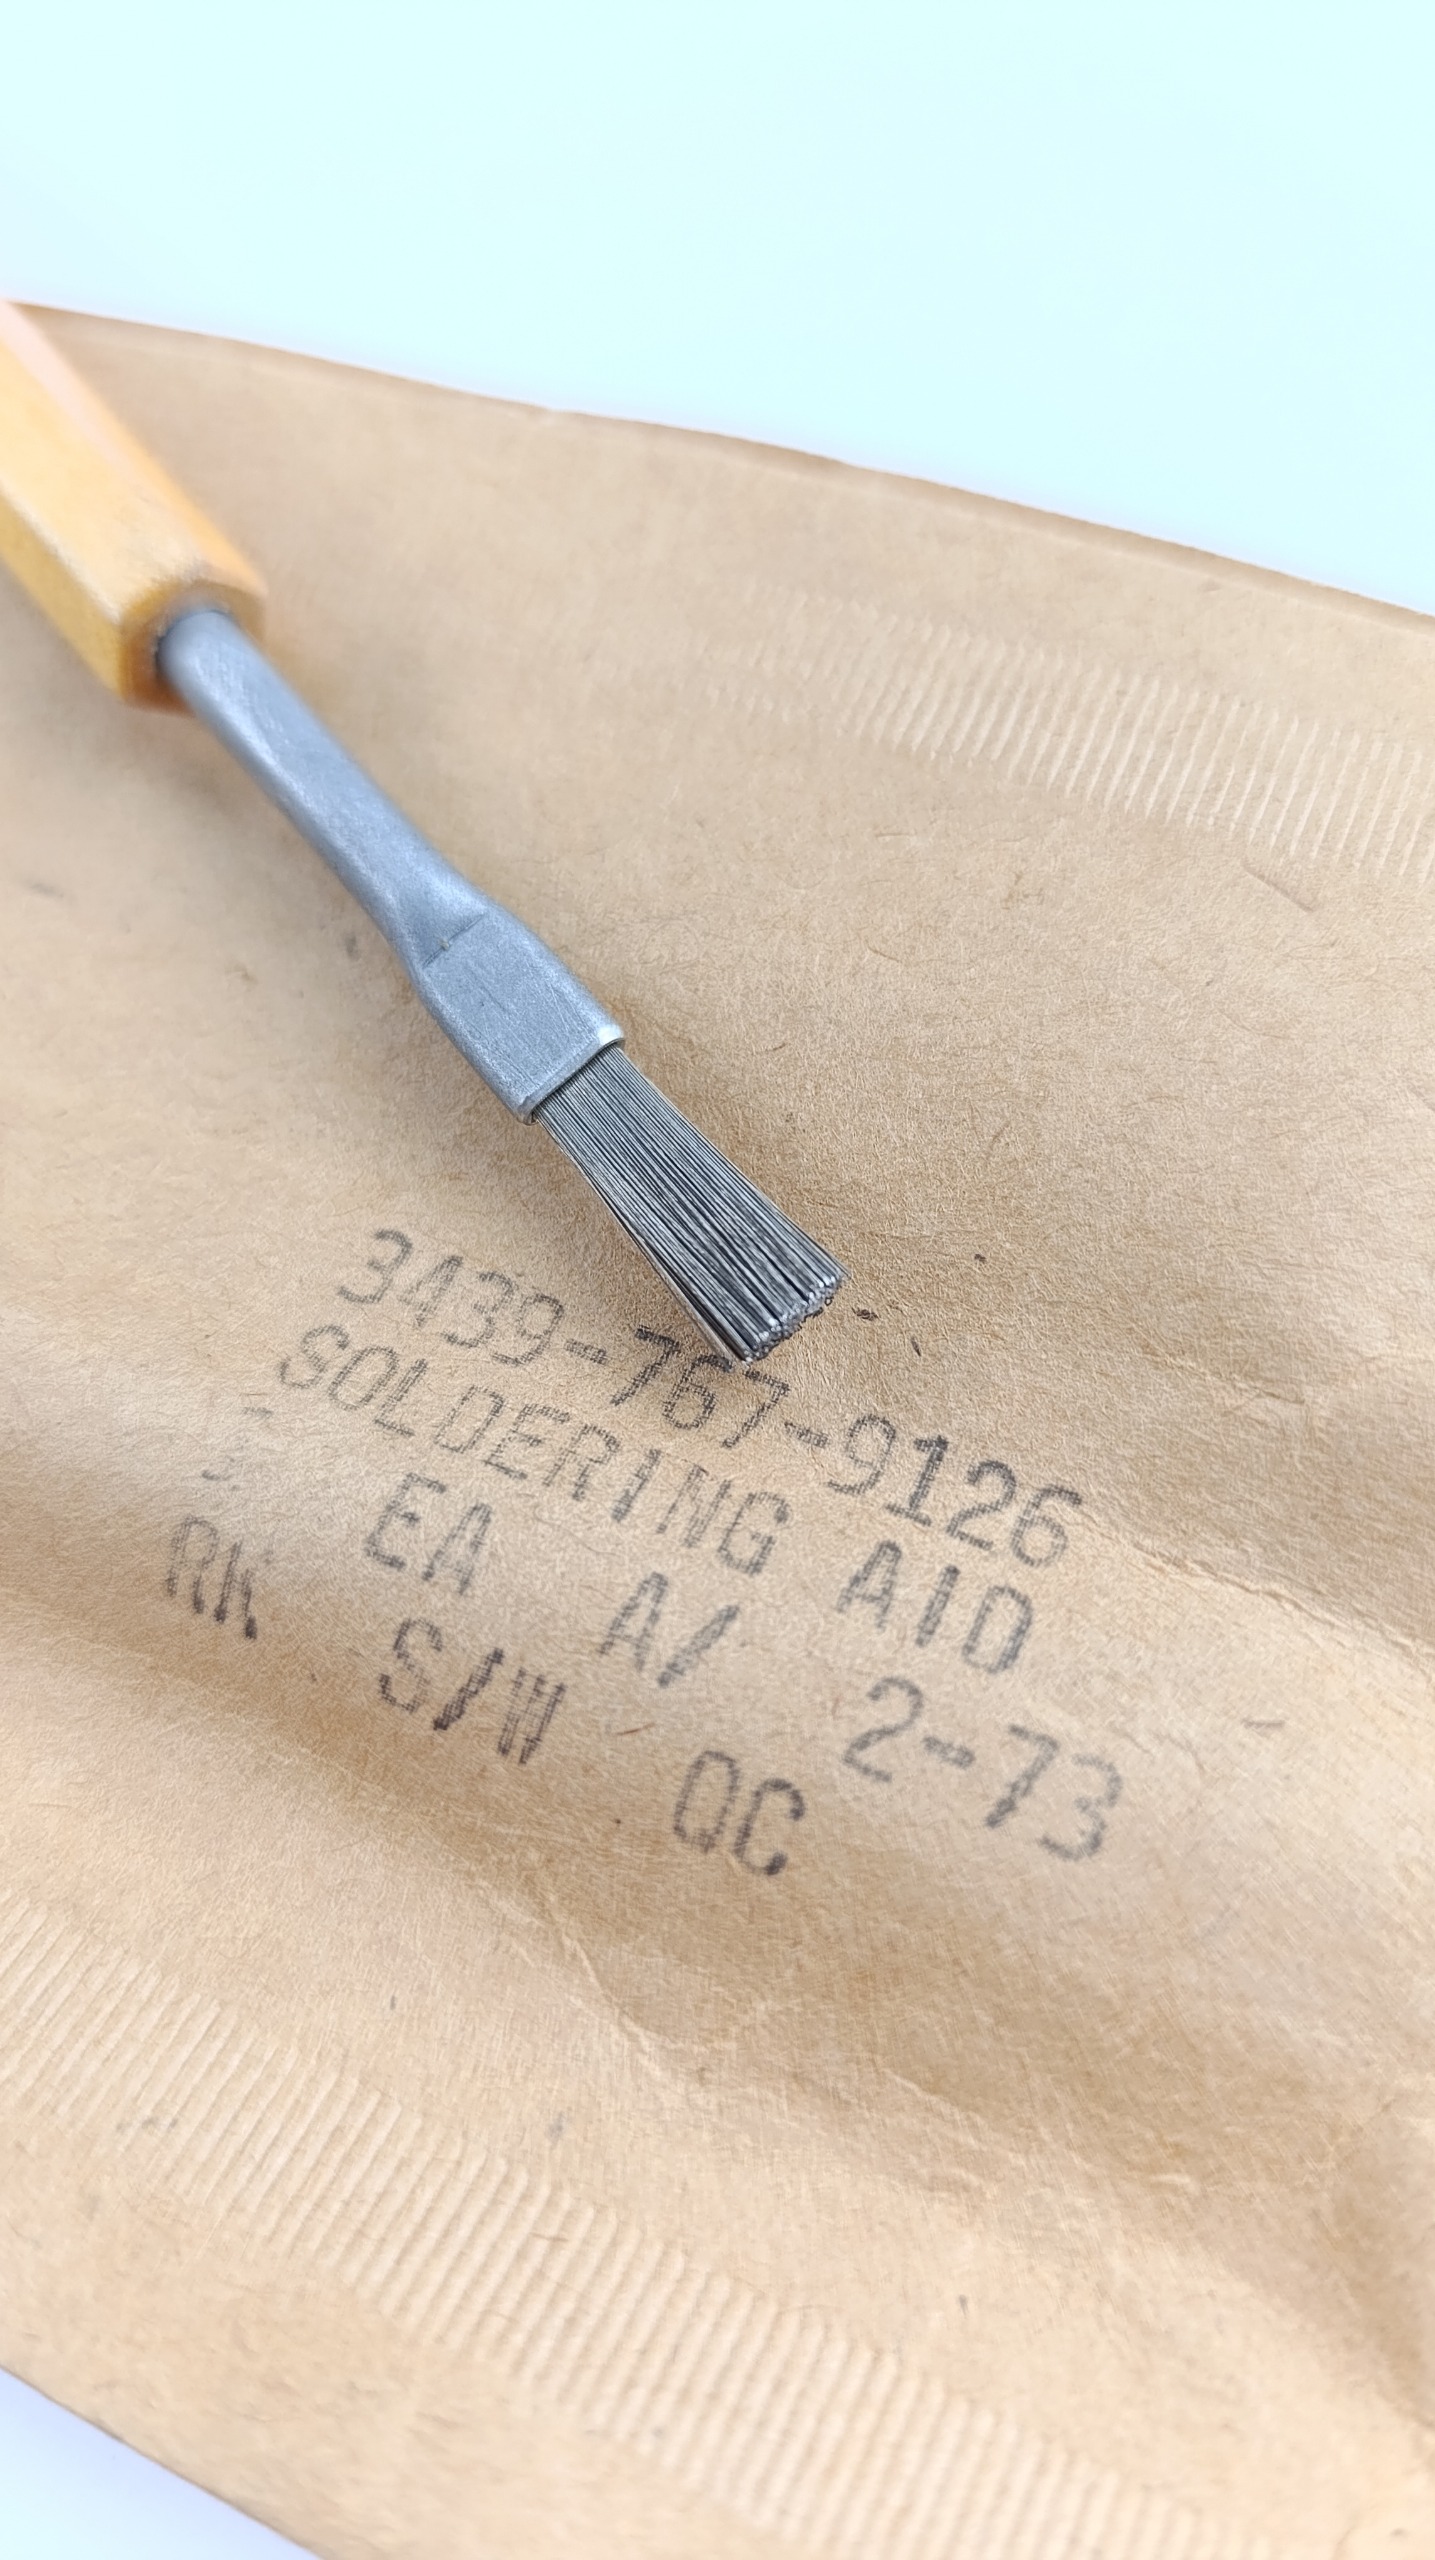 3439-767-9126
SOLDERING AID
EA A/ 2-73
S/W QC